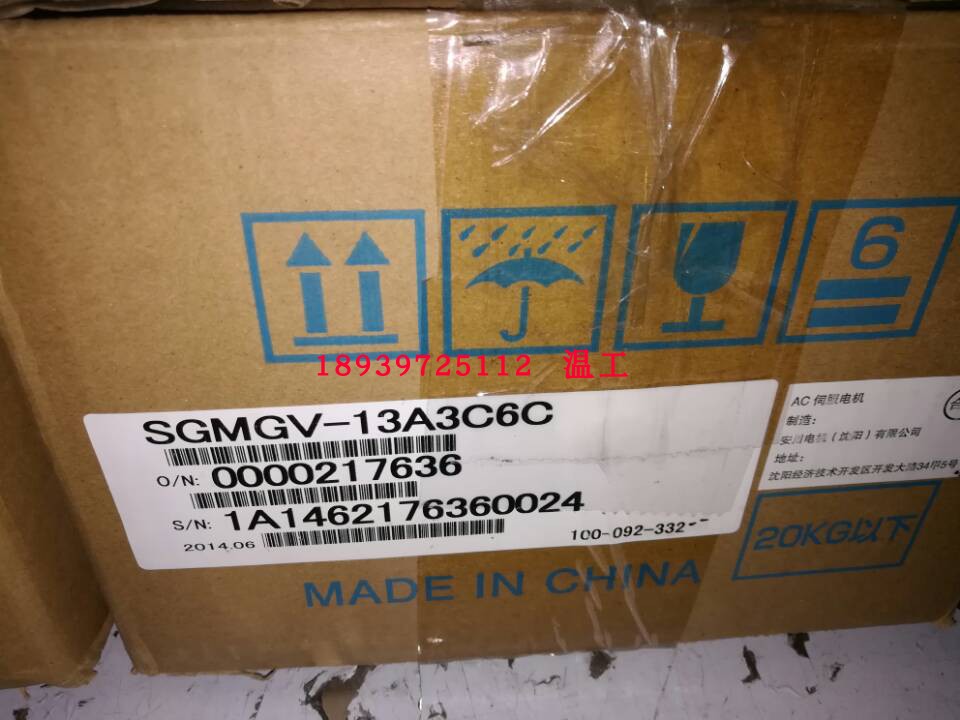 6
18939725112 温工
SGMGV-13A3C6C
O/N: 0000217636
S/N: 1A1462176360024
2014.06
100-092-332
AC 伺服电机
制造:
安川电机（沈阳）有限公司
地址:
沈阳经济技术开发区开发大路34甲5号
20KG以下
MADE IN CHINA